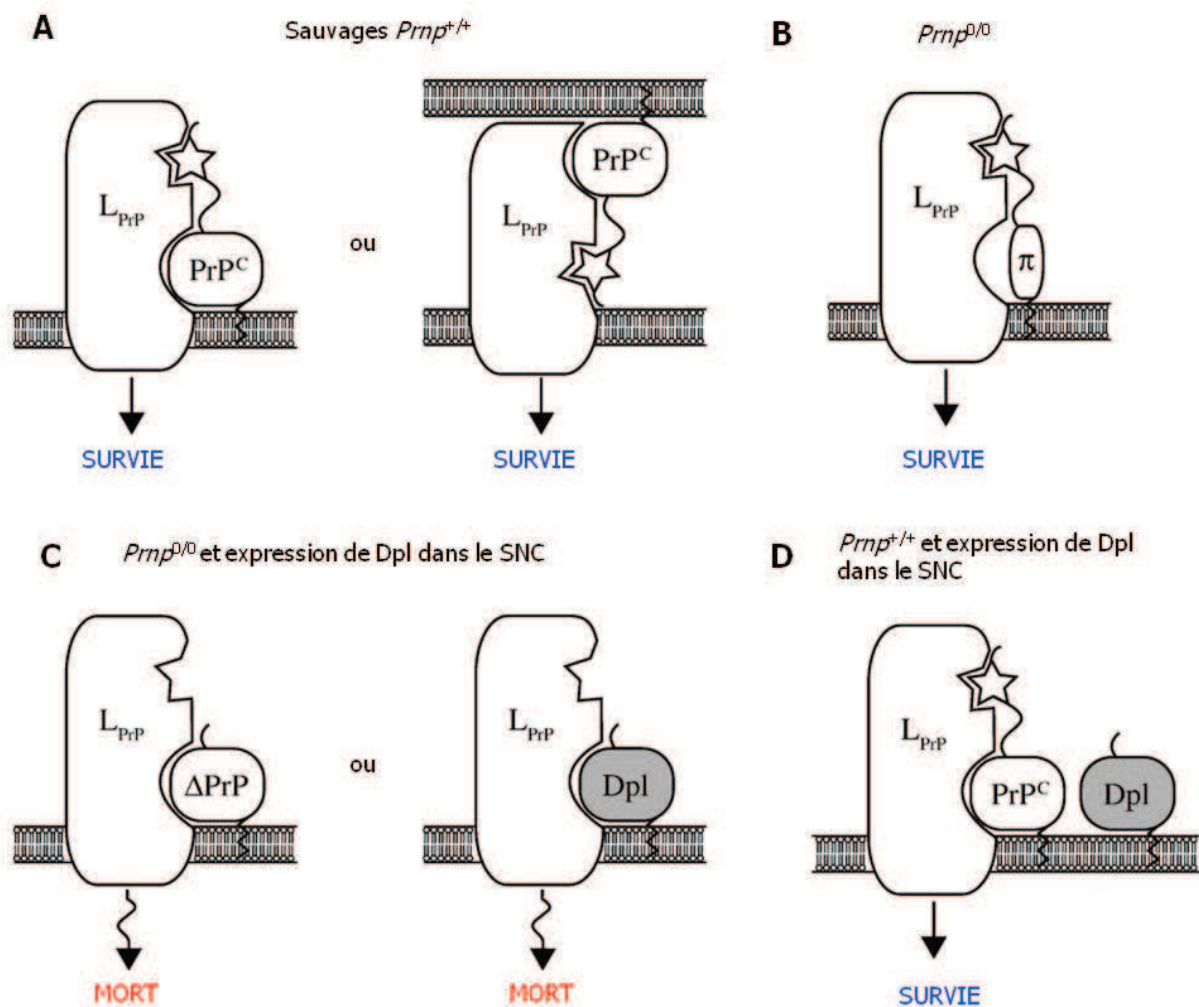 A
Sauvages Prnp+/+
B
Prnp0/0
LPrP
PrPC
ou
LPrP
PrPC
LPrP
π
SURVIE
SURVIE
SURVIE
C
Prnp0/0 et expression de Dpl dans le SNC
D
Prnp+/+ et expression de Dpl
dans le SNC
LPrP
ΔPrP
ou
LPrP
Dpl
LPrP
PrPC
Dpl
MORT
MORT
SURVIE